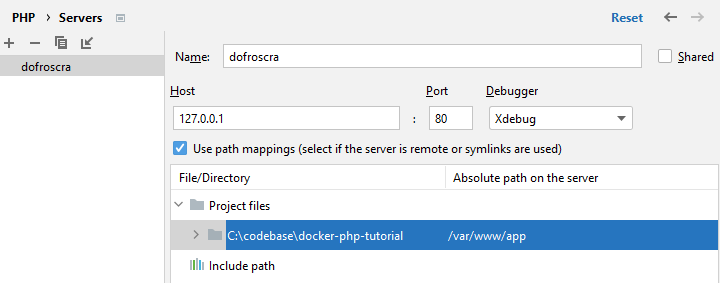 PHP › Servers
Reset
dofroscra
Name: dofroscra
Shared
Host Port Debugger
127.0.0.1 : 80 Xdebug
Use path mappings (select if the server is remote or symlinks are used)
File/Directory Absolute path on the server
Project files
C:\codebase\docker-php-tutorial /var/www/app
Include path